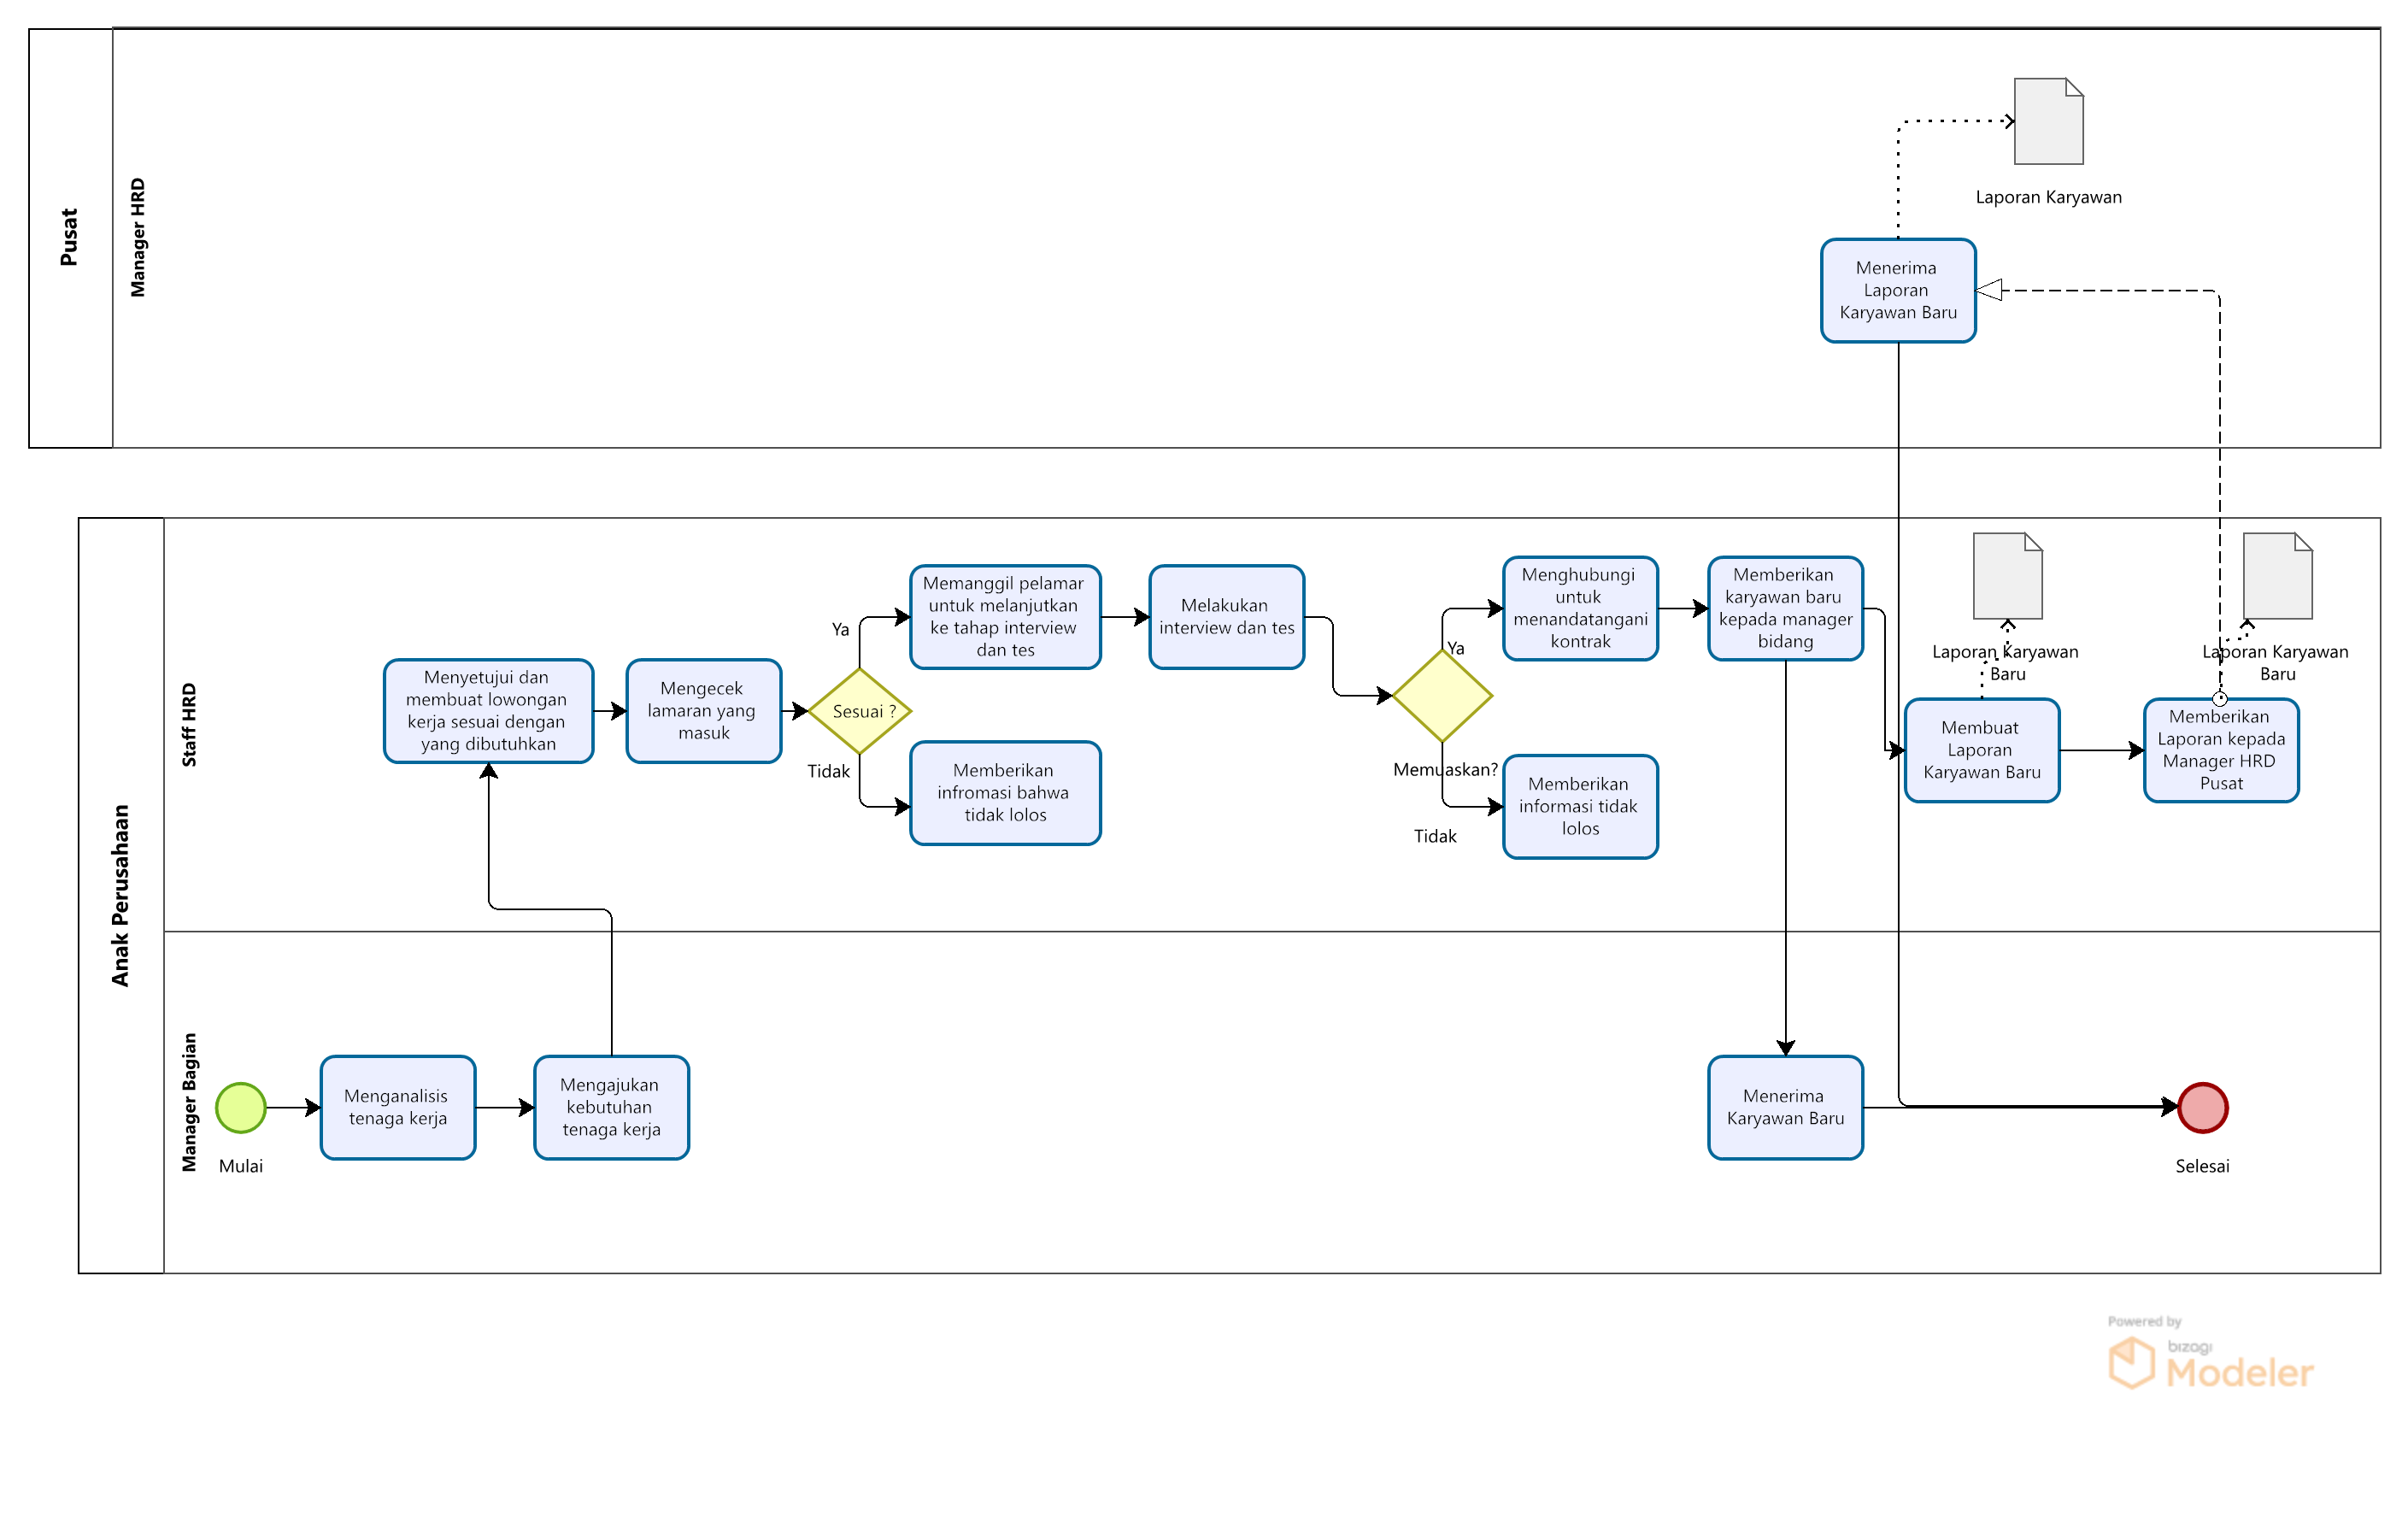 Pusat
Manager HRD
Laporan Karyawan
Menerima
Laporan
Karyawan Baru
Anak Perusahaan
Staff HRD
Menyetujui dan
membuat lowongan
kerja sesuai dengan
yang dibutuhkan
Mengecek
lamaran yang
masuk
Sesuai ?
Ya
Tidak
Memanggil pelamar
untuk melanjutkan
ke tahap interview
dan tes
Memberikan
infromasi bahwa
tidak lolos
Melakukan
interview dan tes
Ya
Memuaskan?
Tidak
Menghubungi
untuk
menandatangani
kontrak
Memberikan
informasi tidak
lolos
Memberikan
karyawan baru
kepada manager
bidang
Laporan Karyawan
Baru
Membuat
Laporan
Karyawan Baru
Laporan Karyawan
Baru
Memberikan
Laporan kepada
Manager HRD
Pusat
Manager Bagian
Mulai
Menganalisis
tenaga kerja
Mengajukan
kebutuhan
tenaga kerja
Menerima
Karyawan Baru
Selesai
Powered by
bizagi
Modeler